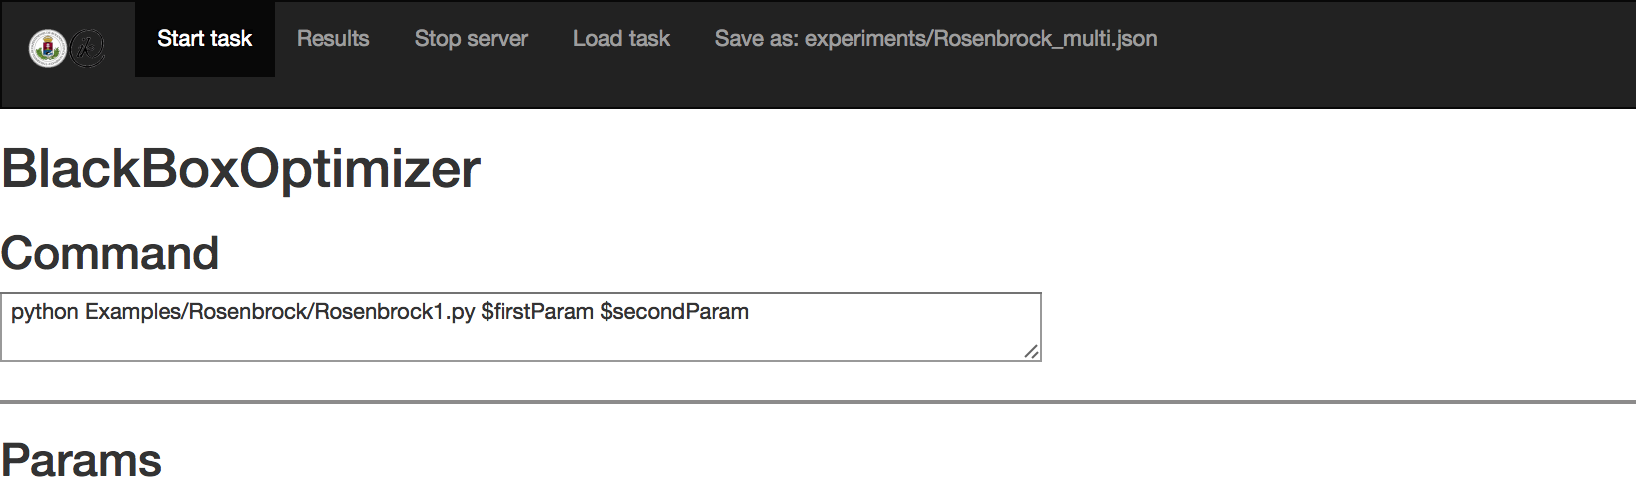 Start task Results Stop server Load task Save as: experiments/Rosenbrock_multi.json
BlackBoxOptimizer
Command
python Examples/Rosenbrock/Rosenbrock1.py $firstParam $secondParam
Params